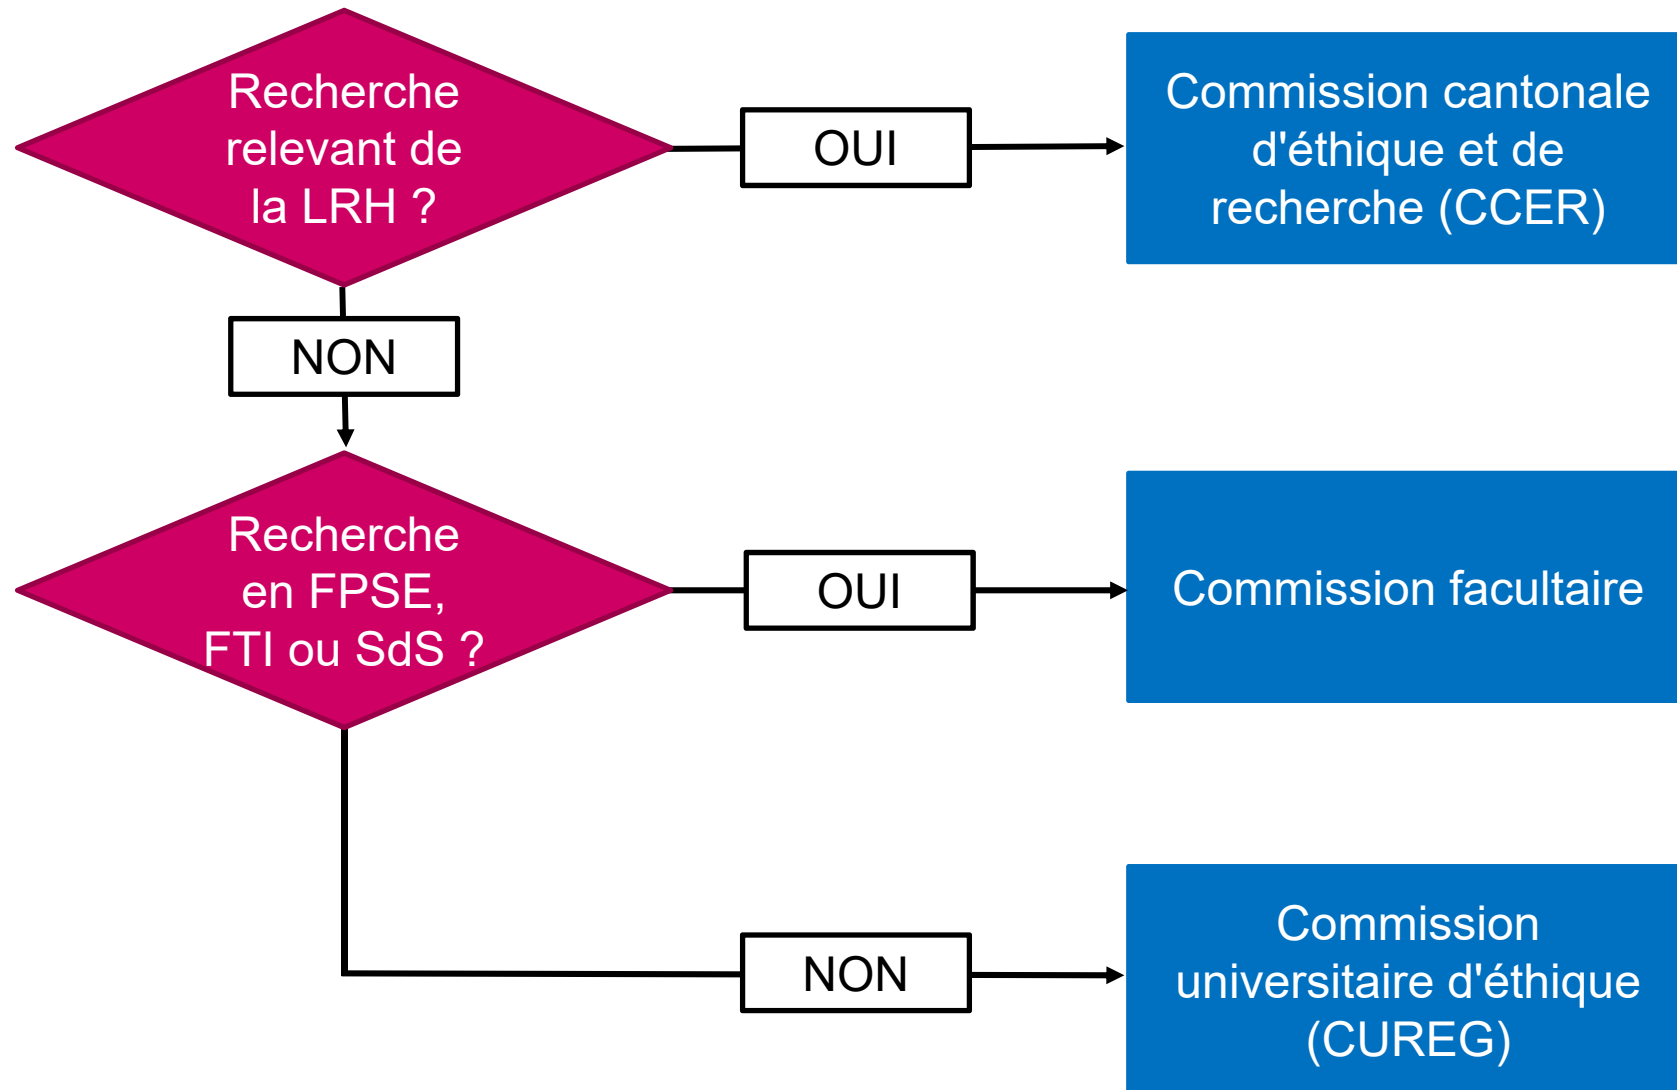 Recherche
relevant de
la LRH ?
OUI
Commission cantonale
d'éthique et de
recherche (CCER)
NON
Recherche
en FPSE,
FTI ou SdS ?
OUI
Commission facultaire
NON
Commission
universitaire d'éthique
(CUREG)